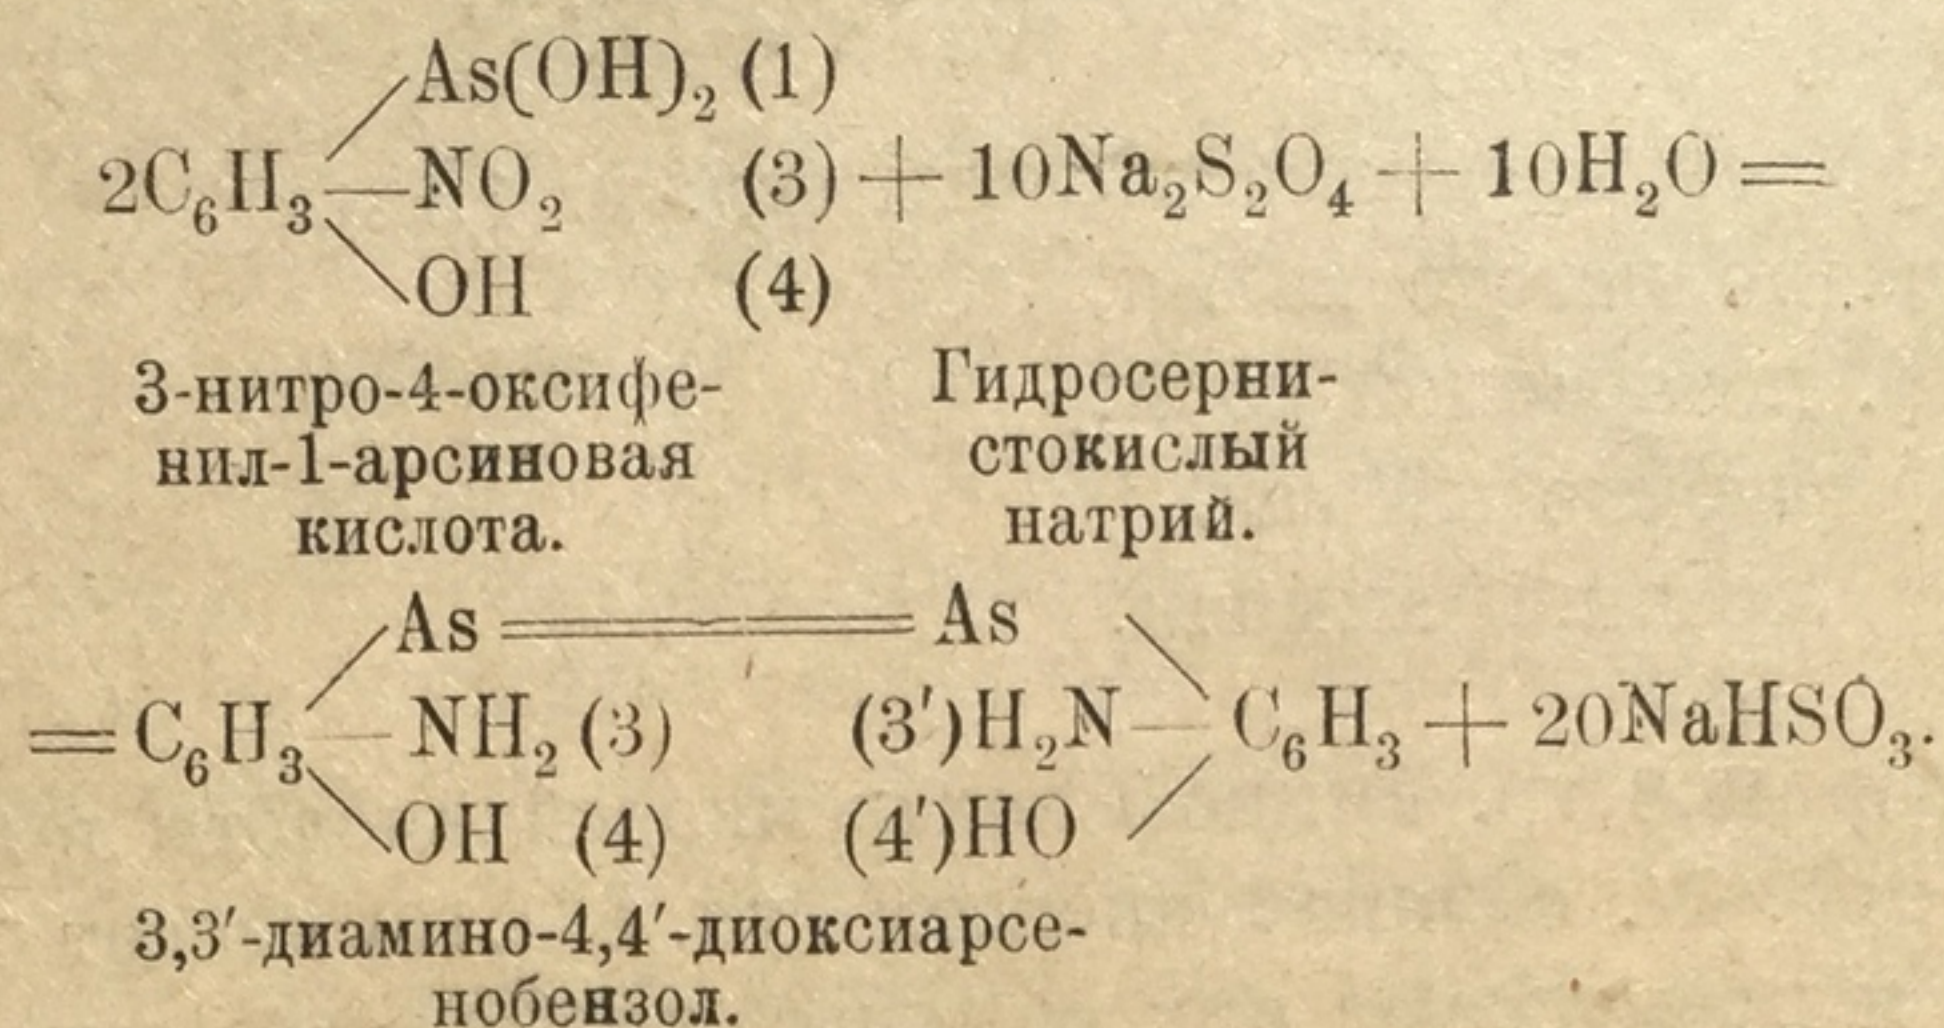 As(OH)₂ (1)
2C₆H₃—NO₂ (3) + 10Na₂S₂O₄ + 10H₂O =
OH (4)
3-нитро-4-оксифе-
нил-1-арсиновая
кислота.
Гидросерни-
стокислый
натрий.
As = As
= C₆H₃ — NH₂ (3) (3′)H₂N — C₆H₃ + 20NaHSO₃.
OH (4) (4′)HO
3,3′-диамино-4,4′-диоксиарсе-
нобензол.